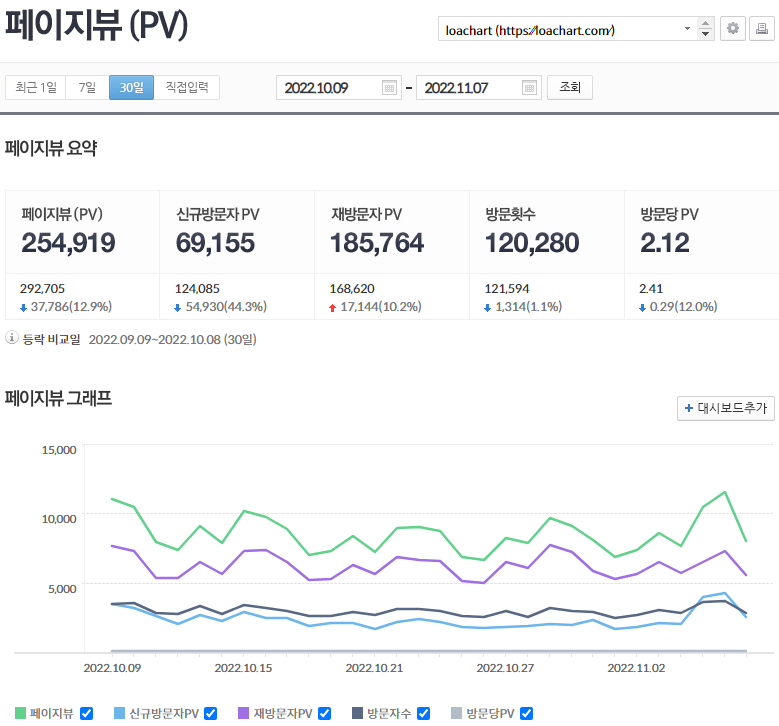 페이지뷰 (PV)
loachart (https://loachart.com/)
최근 1일 7일 30일 직접입력 2022.10.09 - 2022.11.07 조회
페이지뷰 요약
페이지뷰 (PV) 신규방문자 PV 재방문자 PV 방문횟수 방문당 PV
254,919 69,155 185,764 120,280 2.12
292,705 124,085 168,620 121,594 2.41
37,786(12.9%) 54,930(44.3%) 17,144(10.2%) 1,314(1.1%) 0.29(12.0%)
등락 비교일 2022.09.09~2022.10.08 (30일)
페이지뷰 그래프
+ 대시보드추가
15,000
10,000
5,000
2022.10.09 2022.10.15 2022.10.21 2022.10.27 2022.11.02
페이지뷰 신규방문자PV 재방문자PV 방문자수 방문당PV